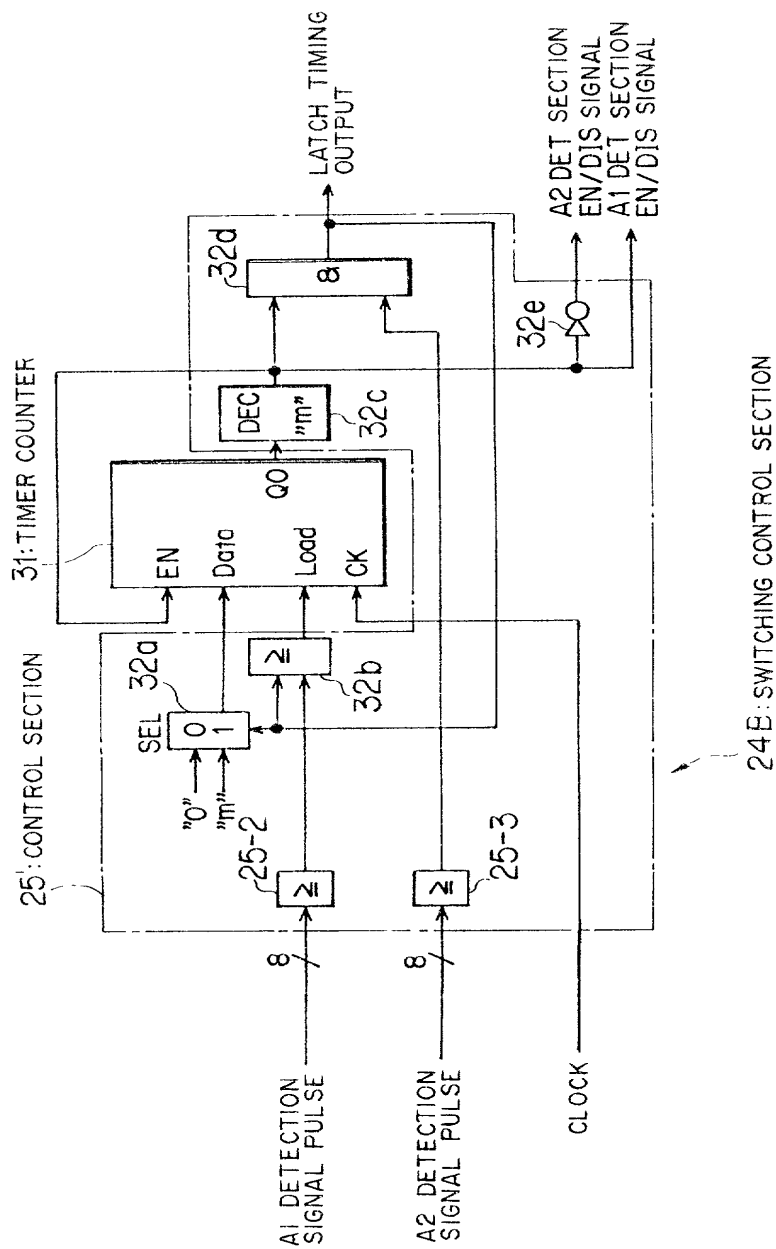 25': CONTROL SECTION
31: TIMER COUNTER
SEL
32a
0
1
"0"
"m"
EN
Data
Load
CK
Q0
DEC
"m"
32c
32d
&
LATCH TIMING
OUTPUT
≥
32b
A1 DETECTION
SIGNAL PULSE
8
≥
25-2
A2 DETECTION
SIGNAL PULSE
8
≥
25-3
CLOCK
32e
A2 DET SECTION
EN/DIS SIGNAL
A1 DET SECTION
EN/DIS SIGNAL
24B: SWITCHING CONTROL SECTION